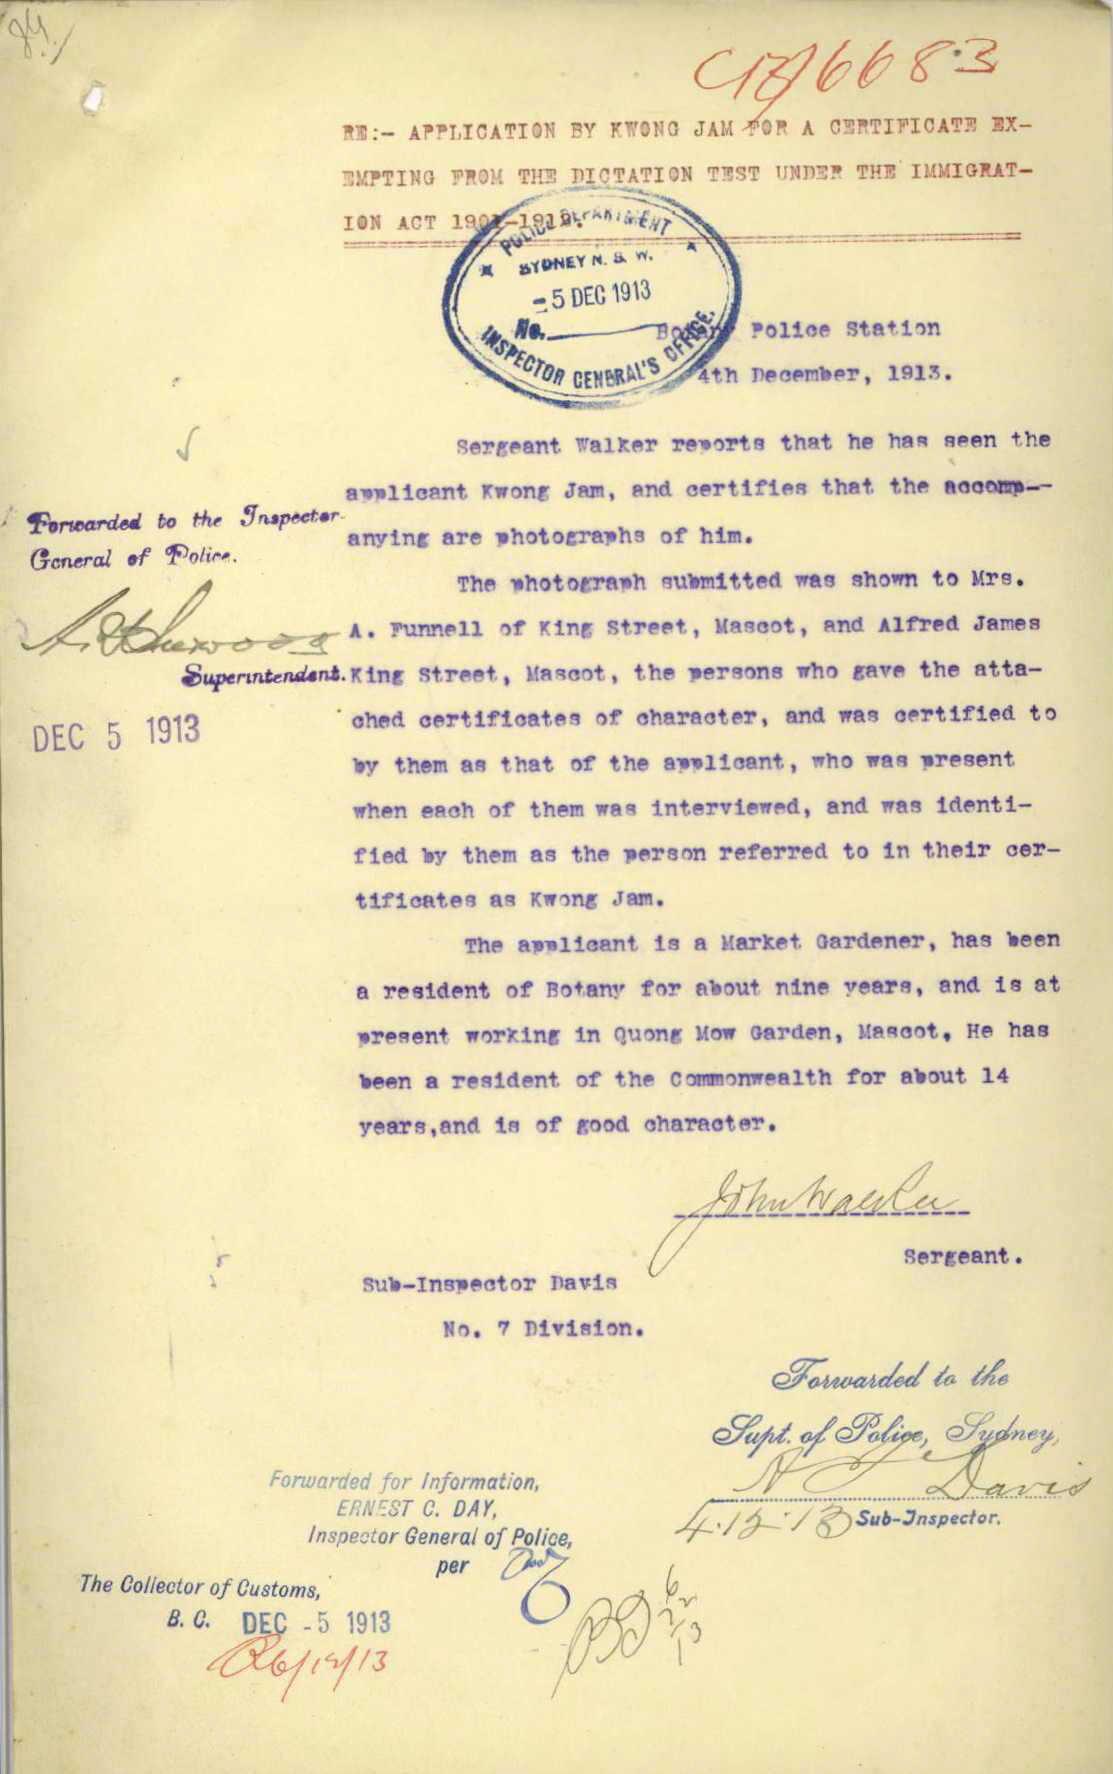 C13/6683
RE:- APPLICATION BY KWONG JAM FOR A CERTIFICATE EX-
EMPTING FROM THE DICTATION TEST UNDER THE IMMIGRAT-
ION ACT 1901-1912.
POLICE DEPARTMENT
SYDNEY N. S. W.
-5 DEC 1913
No.
INSPECTOR GENERAL'S OFFICE.
Botany Police Station
4th December, 1913.
Sergeant Walker reports that he has seen the
applicant Kwong Jam, and certifies that the accomp--
anying are photographs of him.
The photograph submitted was shown to Mrs.
A. Funnell of King Street, Mascot, and Alfred James
King Street, Mascot, the persons who gave the atta-
ched certificates of character, and was certified to
by them as that of the applicant, who was present
when each of them was interviewed, and was identi-
fied by them as the person referred to in their cer-
tificates as Kwong Jam.
The applicant is a Market Gardener, has been
a resident of Botany for about nine years, and is at
present working in Quong Mow Garden, Mascot. He has
been a resident of the Commonwealth for about 14
years,and is of good character.
Forwarded to the Inspector-
General of Police.
Superintendent.
DEC 5 1913
John Walker
Sergeant.
Sub-Inspector Davis
No. 7 Division.
Forwarded to the
Supt. of Police, Sydney,
Davis
4.12.13 Sub-Inspector.
Forwarded for Information,
ERNEST C. DAY,
Inspector General of Police,
per
The Collector of Customs,
B. C. DEC -5 1913
6/12/13